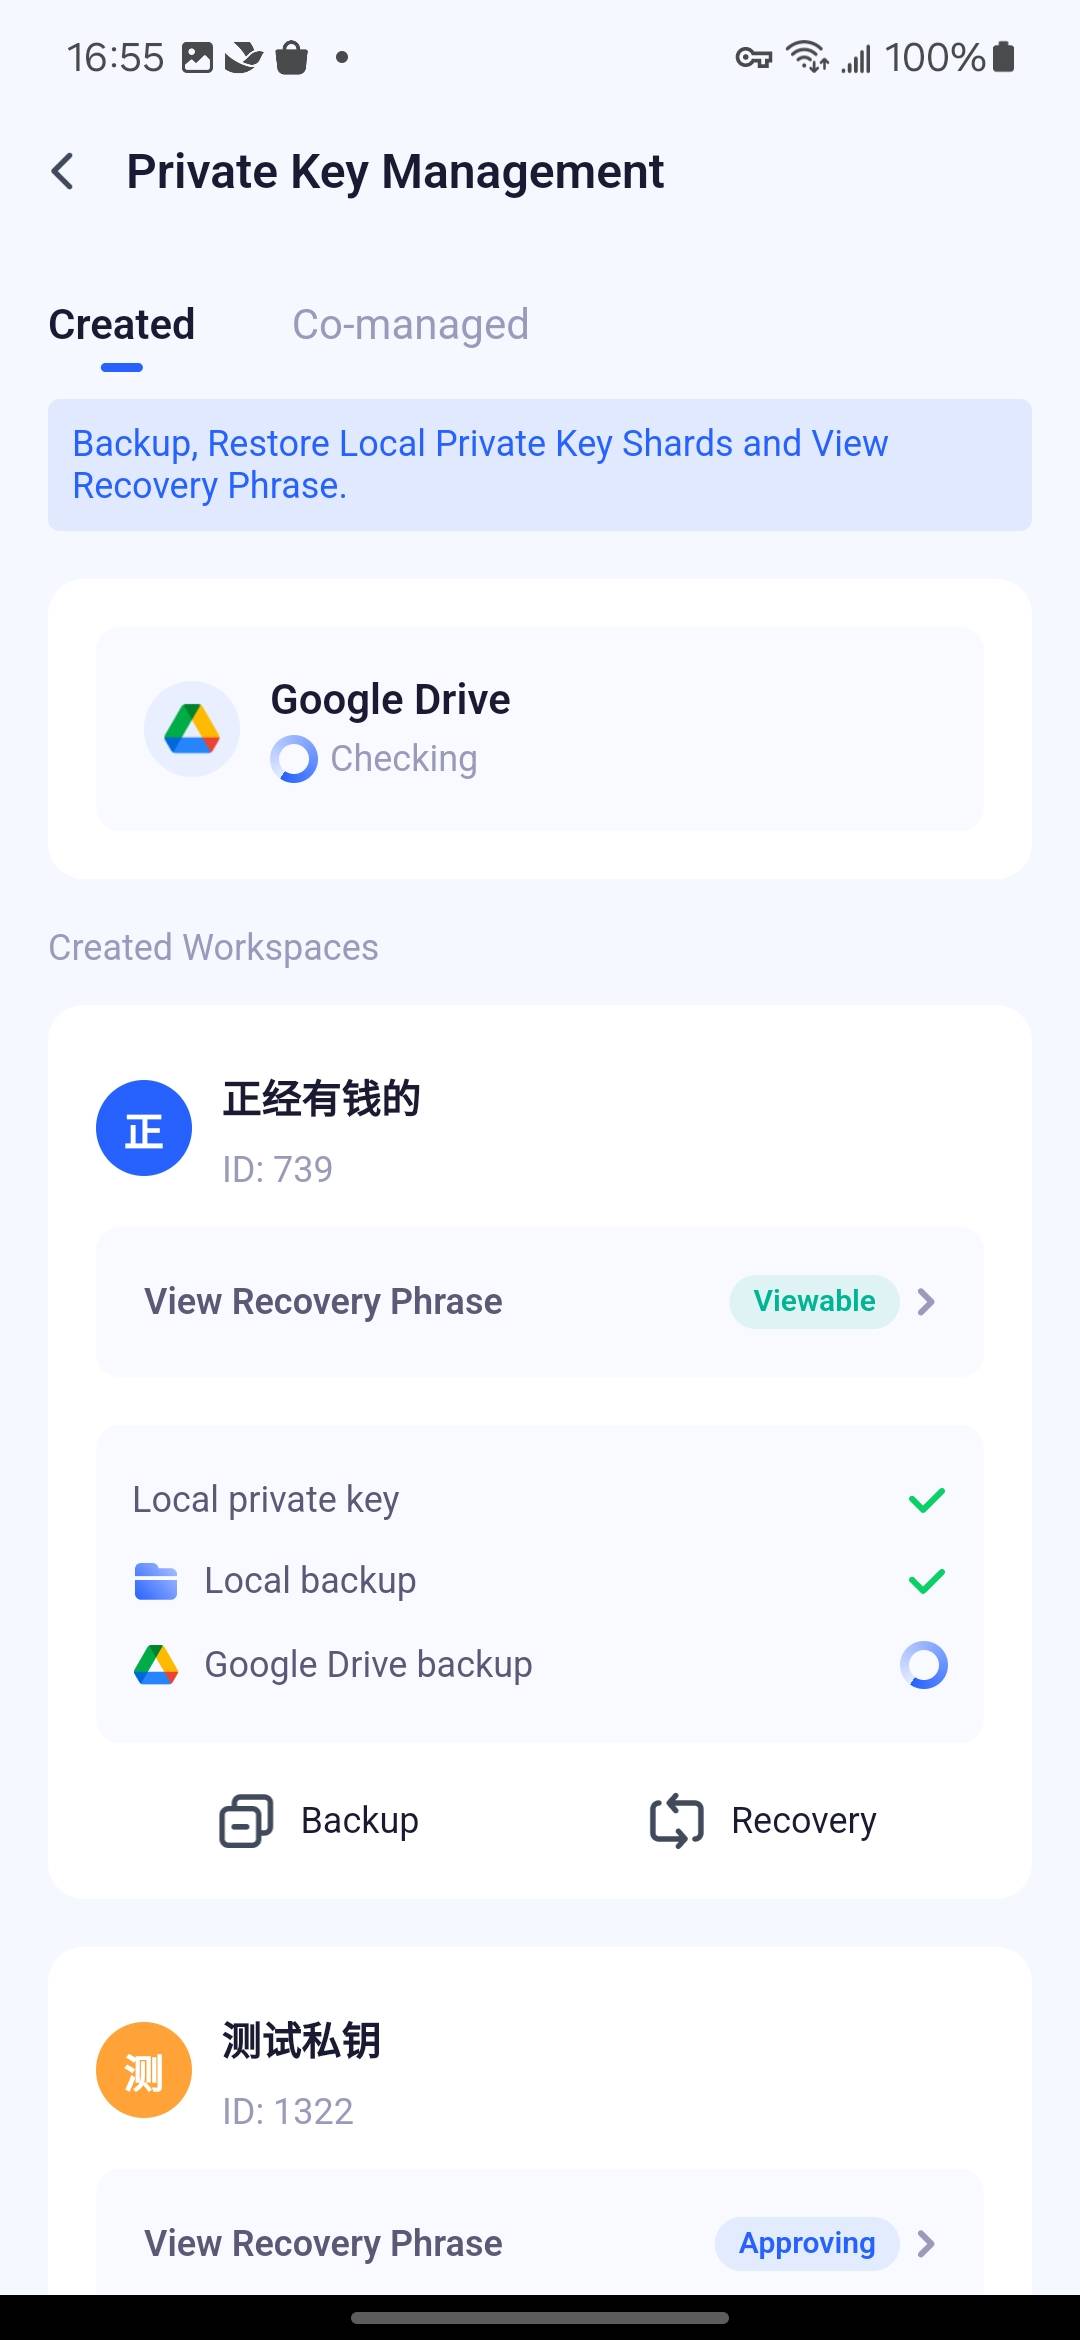 16:55
100%
Private Key Management
Created
Co-managed
Backup, Restore Local Private Key Shards and View
Recovery Phrase.
Google Drive
Checking
Created Workspaces
正
正经有钱的
ID: 739
View Recovery Phrase
Viewable
Local private key
Local backup
Google Drive backup
Backup
Recovery
测
测试私钥
ID: 1322
View Recovery Phrase
Approving